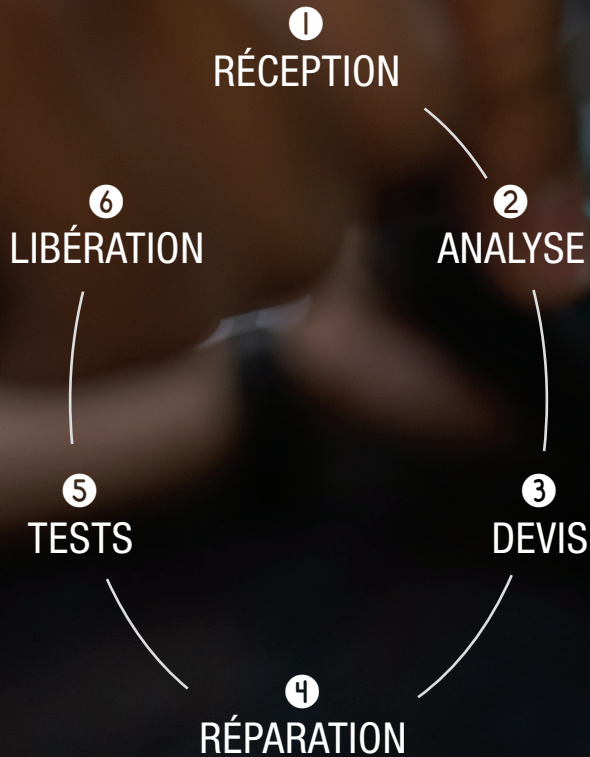 1
RÉCEPTION
2
ANALYSE
3
DEVIS
4
RÉPARATION
5
TESTS
6
LIBÉRATION